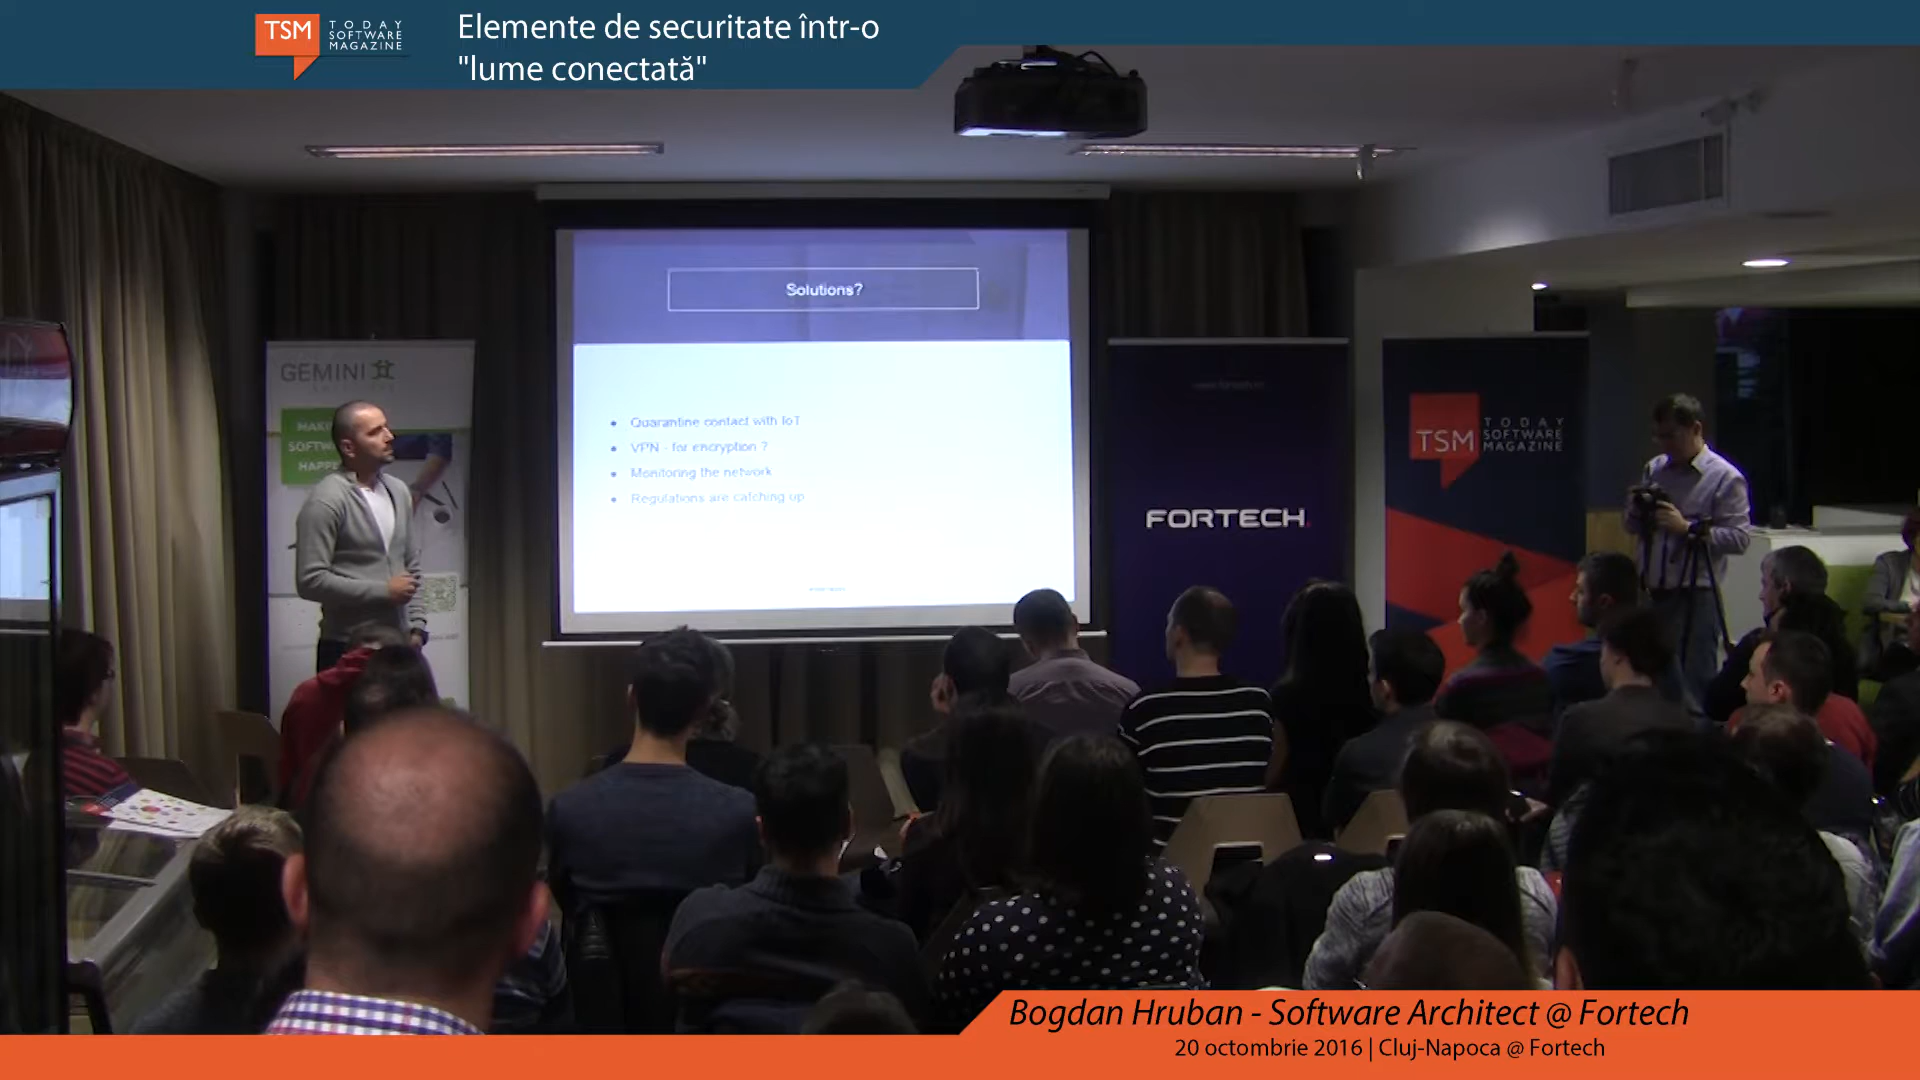 TSM
TODAY
SOFTWARE
MAGAZINE
Elemente de securitate într-o
"lume conectată"
Solutions?
• Quarantine contact with IoT
• VPN - for encryption ?
• Monitoring the network
• Regulations are catching up
GEMINI
FORTECH
TSM
TODAY
SOFTWARE
MAGAZINE
Bogdan Hruban - Software Architect @ Fortech
20 octombrie 2016 | Cluj-Napoca @ Fortech